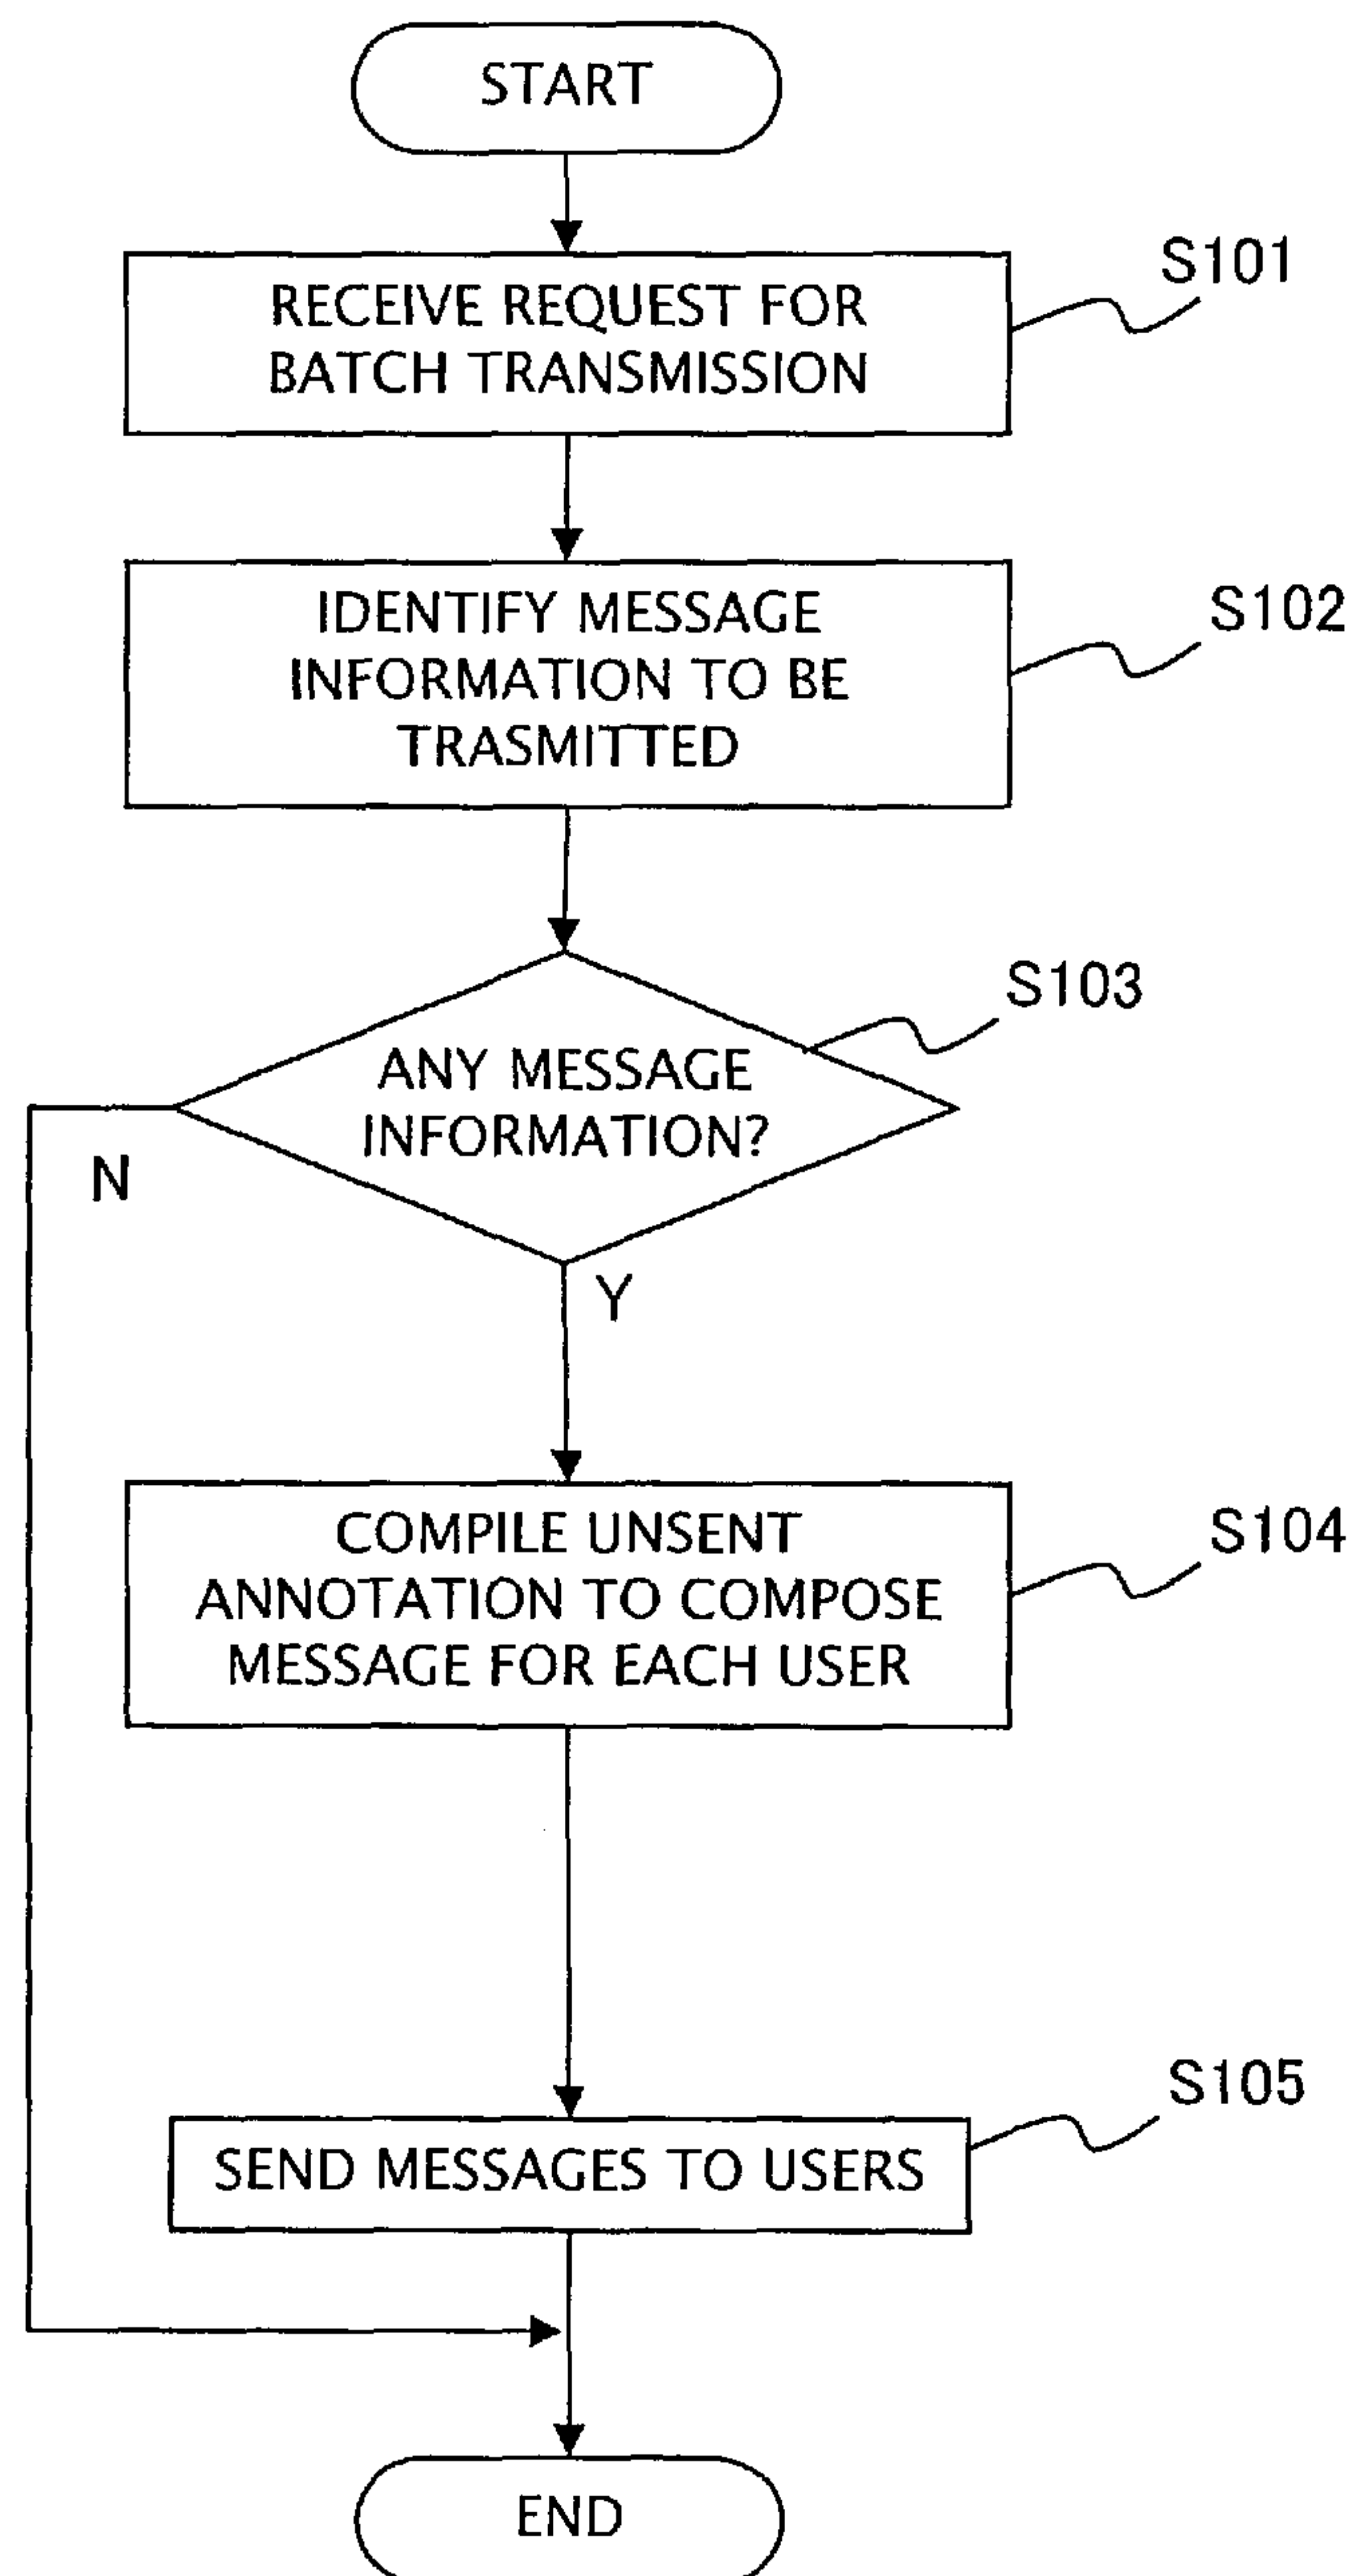 START
S101
RECEIVE REQUEST FOR
BATCH TRANSMISSION
S102
IDENTIFY MESSAGE
INFORMATION TO BE
TRASMITTED
S103
ANY MESSAGE
INFORMATION?
N
Y
S104
COMPILE UNSENT
ANNOTATION TO COMPOSE
MESSAGE FOR EACH USER
S105
SEND MESSAGES TO USERS
END